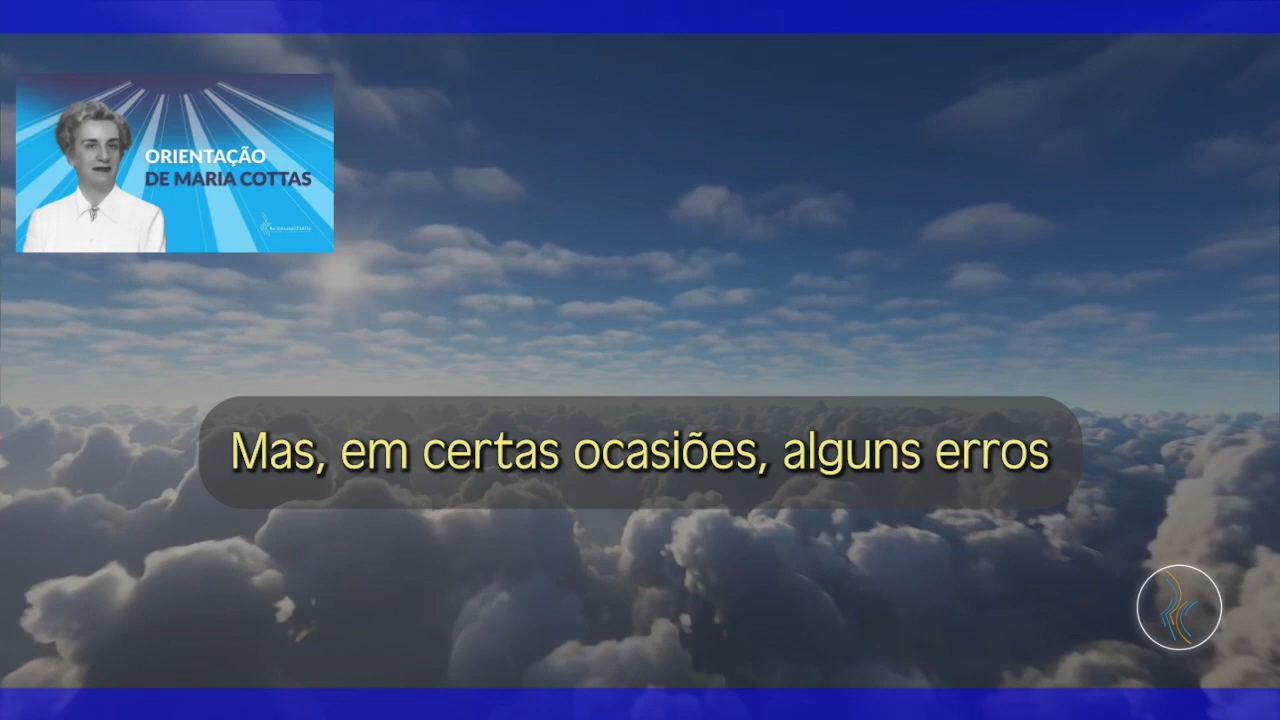 ORIENTAÇÃO
DE MARIA COTTAS
Mas, em certas ocasiões, alguns erros